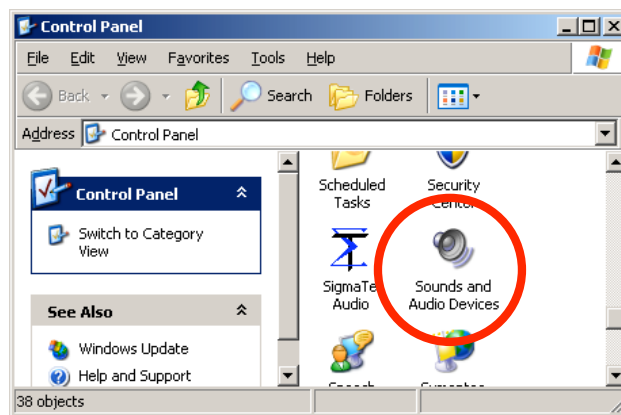 Control Panel
File Edit View Favorites Tools Help
Back Search Folders
Address Control Panel
Control Panel
Switch to Category
View
See Also
Windows Update
Help and Support
Scheduled
Tasks
Security
Center
Audio
Sounds and
Audio Devices
Speech
38 objects